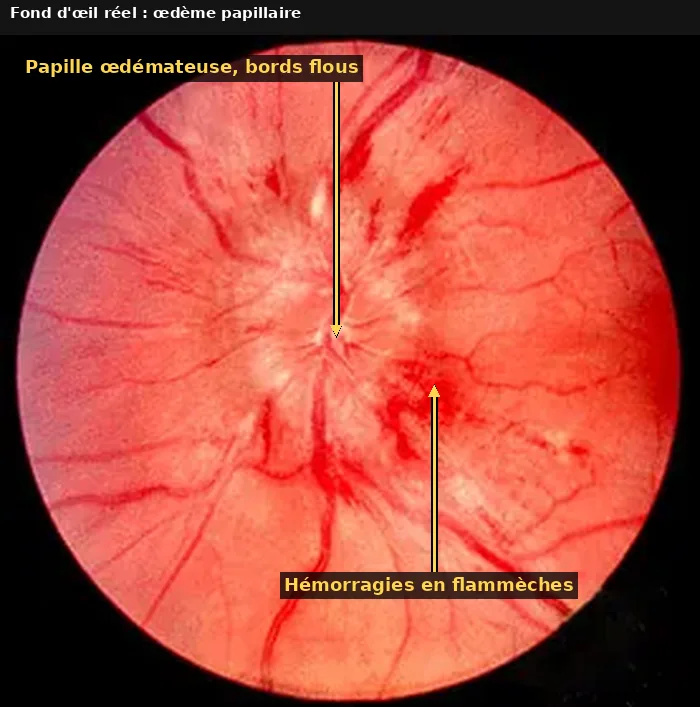 Fond d'œil réel : œdème papillaire
Papille œdémateuse, bords flous
Hémorragies en flammèches